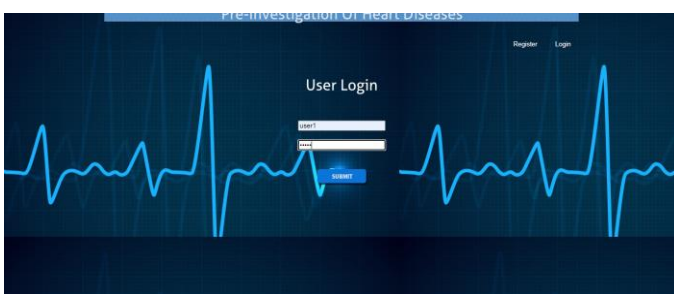 Pre-Investigation Of Heart Diseases
Register Login
User Login
user1
•••••
SUBMIT